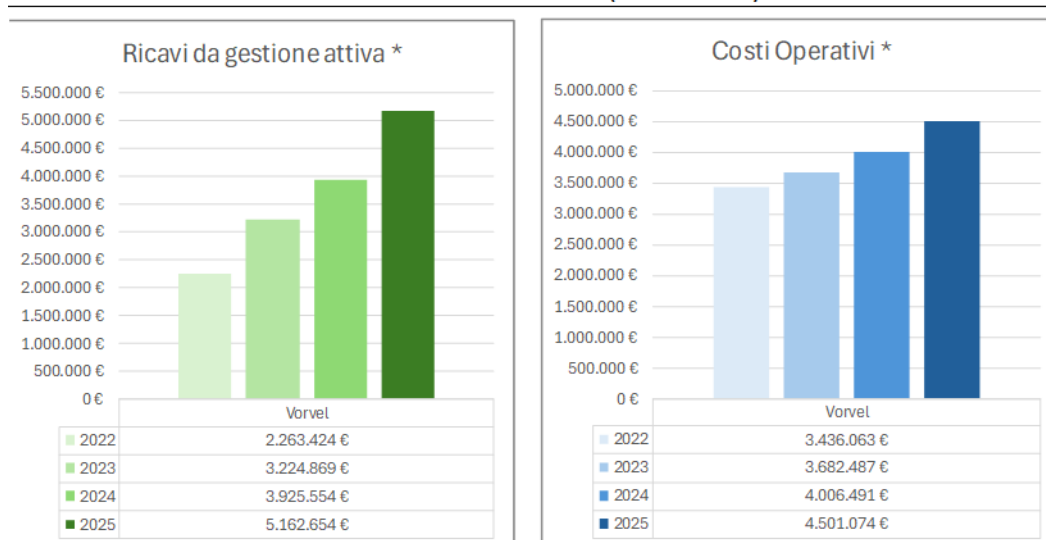 Ricavi da gestione attiva *
5.500.000 €
5.000.000 €
4.500.000 €
4.000.000 €
3.500.000 €
3.000.000 €
2.500.000 €
2.000.000 €
1.500.000 €
1.000.000 €
500.000 €
0 €
Vorvel
2022 2.263.424 €
2023 3.224.869 €
2024 3.925.554 €
2025 5.162.654 €
Costi Operativi *
5.000.000 €
4.500.000 €
4.000.000 €
3.500.000 €
3.000.000 €
2.500.000 €
2.000.000 €
1.500.000 €
1.000.000 €
500.000 €
0 €
Vorvel
2022 3.436.063 €
2023 3.682.487 €
2024 4.006.491 €
2025 4.501.074 €